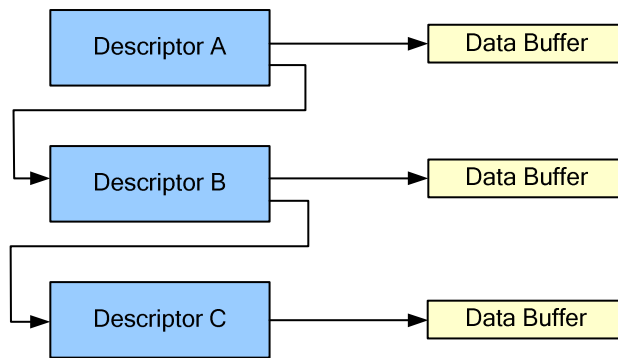 Descriptor A
Data Buffer
Descriptor B
Data Buffer
Descriptor C
Data Buffer